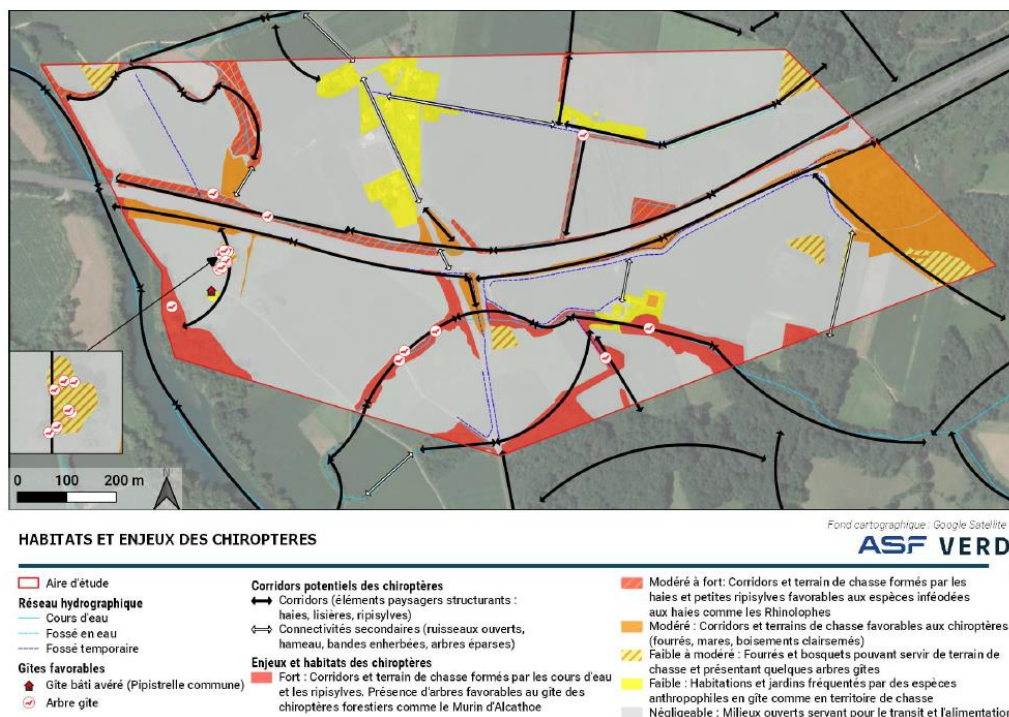 0 100 200 m
N
HABITATS ET ENJEUX DES CHIROPTERES
Fond cartographique : Google Satellite
ASF VERD
Aire d'étude
Réseau hydrographique
Cours d'eau
Fossé en eau
Fossé temporaire
Gîtes favorables
Gîte bâti avéré (Pipistrelle commune)
Arbre gîte
Corridors potentiels des chiroptères
Corridors (éléments paysagers structurants :
haies, lisières, ripisylves)
Connectivités secondaires (ruisseaux ouverts,
hameau, bandes enherbées, arbres éparses)
Enjeux et habitats des chiroptères
Fort : Corridors et terrain de chasse formés par les cours d'eau
et les ripisylves. Présence d'arbres favorables au gîte des
chiroptères forestiers comme le Murin d'Alcathoe
Modéré à fort: Corridors et terrain de chasse formés par les
haies et petites ripisylves favorables aux espèces inféodées
aux haies comme les Rhinolophes
Modéré : Corridors et terrains de chasse favorables aux chiroptères
(fourrés, mares, boisements clairsemés)
Faible à modéré : Fourrés et bosquets pouvant servir de terrain de
chasse et présentant quelques arbres gîtes
Faible : Habitations et jardins fréquentés par des espèces
anthropophiles en gîte comme en territoire de chasse
Négligeable : Milieux ouverts servant pour le transit et l'alimentation